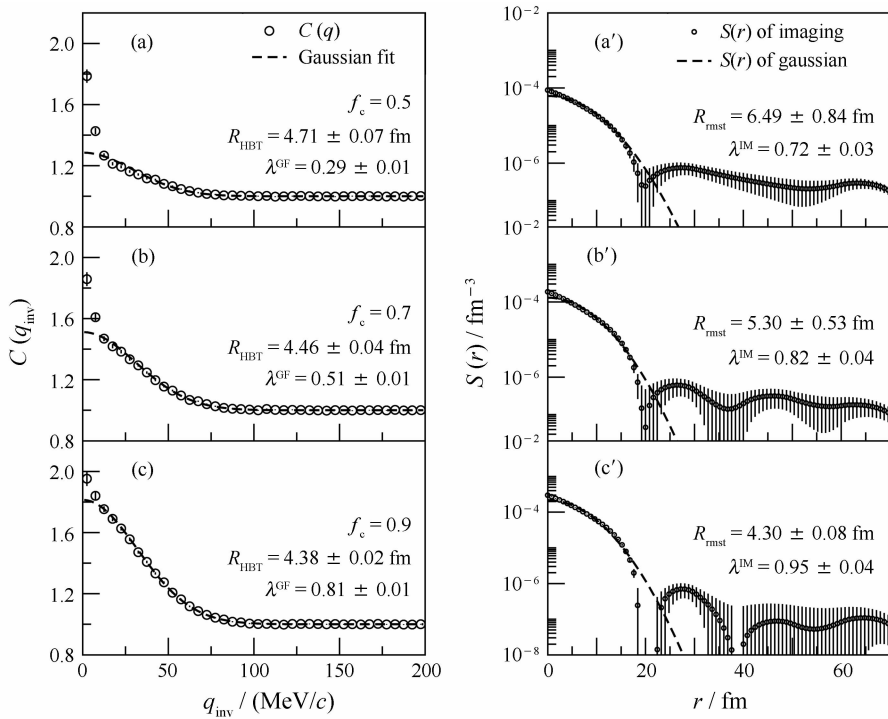 2.0
1.6
1.2
0.8
(a)
C (q)
Gaussian fit
f_c = 0.5
R_HBT = 4.71 ± 0.07 fm
λ^GF = 0.29 ± 0.01
2.0
1.6
1.2
0.8
(b)
f_c = 0.7
R_HBT = 4.46 ± 0.04 fm
λ^GF = 0.51 ± 0.01
2.0
1.6
1.2
0.8
(c)
f_c = 0.9
R_HBT = 4.38 ± 0.02 fm
λ^GF = 0.81 ± 0.01
0 50 100 150 200
q_inv / (MeV/c)
C (q_inv)
10^−2
10^−4
10^−6
10^−2
(a′)
S(r) of imaging
S(r) of gaussian
R_rmst = 6.49 ± 0.84 fm
λ^IM = 0.72 ± 0.03
10^−4
10^−6
10^−2
(b′)
R_rmst = 5.30 ± 0.53 fm
λ^IM = 0.82 ± 0.04
10^−4
10^−6
10^−8
(c′)
R_rmst = 4.30 ± 0.08 fm
λ^IM = 0.95 ± 0.04
0 20 40 60
r / fm
S (r) / fm^−3